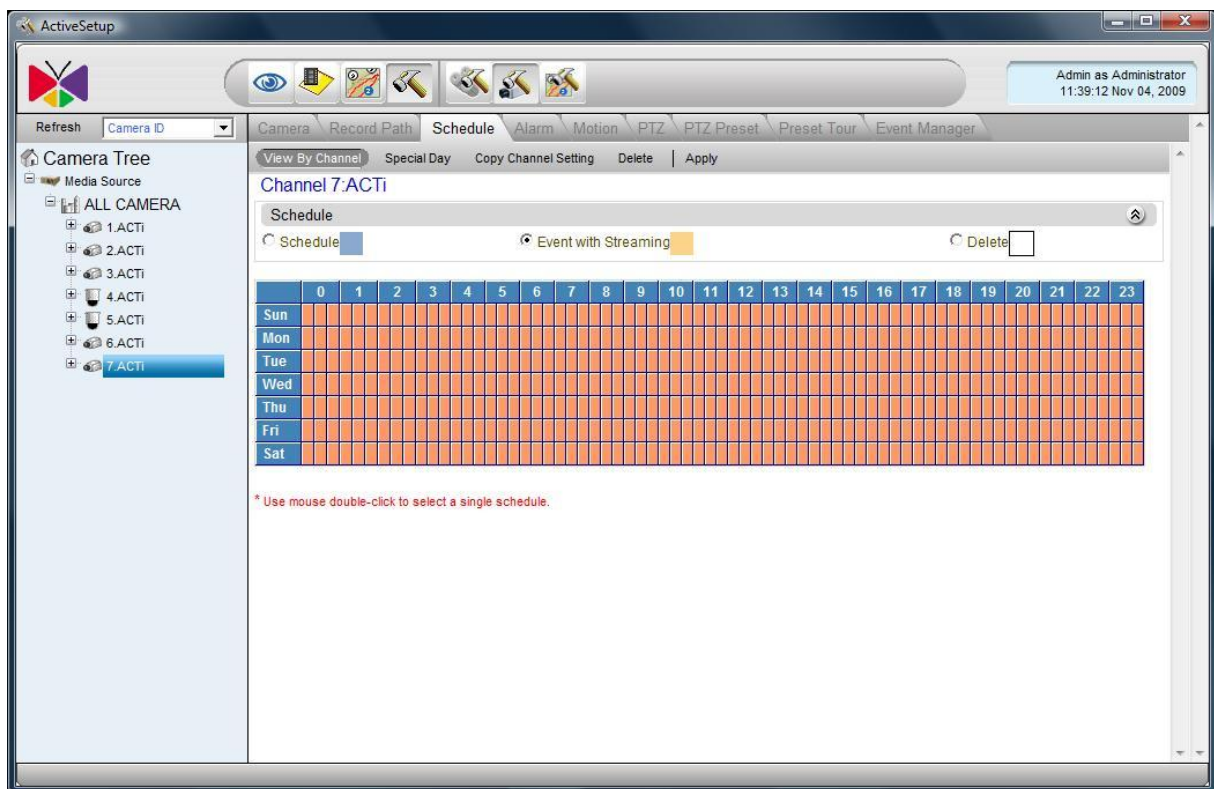 ActiveSetup
Admin as Administrator
11:39:12 Nov 04, 2009
Refresh Camera ID
Camera Tree
Media Source
ALL CAMERA
1.ACTi
2.ACTi
3.ACTi
4.ACTi
5.ACTi
6.ACTi
7.ACTi
Camera Record Path Schedule Alarm Motion PTZ PTZ Preset Preset Tour Event Manager
View By Channel Special Day Copy Channel Setting Delete | Apply
Channel 7:ACTi
Schedule
Schedule Event with Streaming Delete
0 1 2 3 4 5 6 7 8 9 10 11 12 13 14 15 16 17 18 19 20 21 22 23
Sun
Mon
Tue
Wed
Thu
Fri
Sat
* Use mouse double-click to select a single schedule.